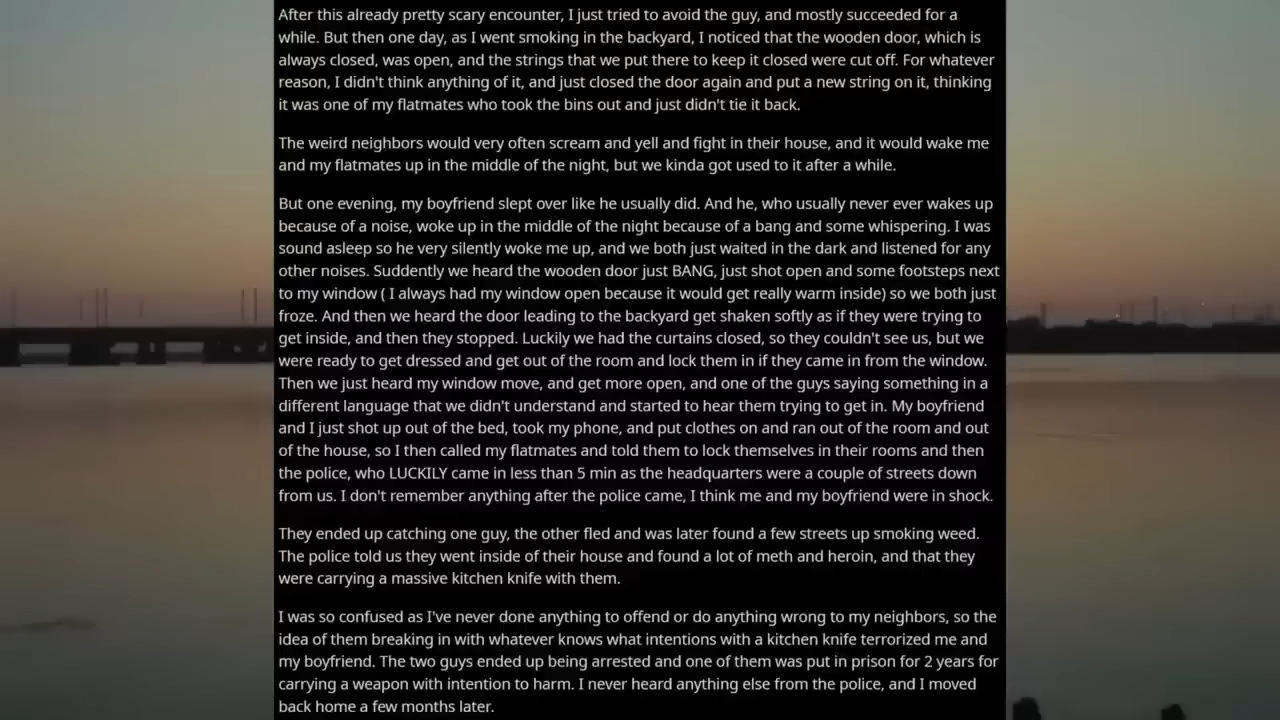 After this already pretty scary encounter, I just tried to avoid the guy, and mostly succeeded for a
while. But then one day, as I went smoking in the backyard, I noticed that the wooden door, which is
always closed, was open, and the strings that we put there to keep it closed were cut off. For whatever
reason, I didn't think anything of it, and just closed the door again and put a new string on it, thinking
it was one of my flatmates who took the bins out and just didn't tie it back.
The weird neighbors would very often scream and yell and fight in their house, and it would wake me
and my flatmates up in the middle of the night, but we kinda got used to it after a while.
But one evening, my boyfriend slept over like he usually did. And he, who usually never ever wakes up
because of a noise, woke up in the middle of the night because of a bang and some whispering. I was
sound asleep so he very silently woke me up, and we both just waited in the dark and listened for any
other noises. Suddenly we heard the wooden door just BANG, just shot open and some footsteps next
to my window ( I always had my window open because it would get really warm inside) so we both just
froze. And then we heard the door leading to the backyard get shaken softly as if they were trying to
get inside, and then they stopped. Luckily we had the curtains closed, so they couldn't see us, but we
were ready to get dressed and get out of the room and lock them in if they came in from the window.
Then we just heard my window move, and get more open, and one of the guys saying something in a
different language that we didn't understand and started to hear them trying to get in. My boyfriend
and I just shot up out of the bed, took my phone, and put clothes on and ran out of the room and out
of the house, so I then called my flatmates and told them to lock themselves in their rooms and then
the police, who LUCKILY came in less than 5 min as the headquarters were a couple of streets down
from us. I don't remember anything after the police came, I think me and my boyfriend were in shock.
They ended up catching one guy, the other fled and was later found a few streets up smoking weed.
The police told us they went inside of their house and found a lot of meth and heroin, and that they
were carrying a massive kitchen knife with them.
I was so confused as I've never done anything to offend or do anything wrong to my neighbors, so the
idea of them breaking in with whatever knows what intentions with a kitchen knife terrorized me and
my boyfriend. The two guys ended up being arrested and one of them was put in prison for 2 years for
carrying a weapon with intention to harm. I never heard anything else from the police, and I moved
back home a few months later.